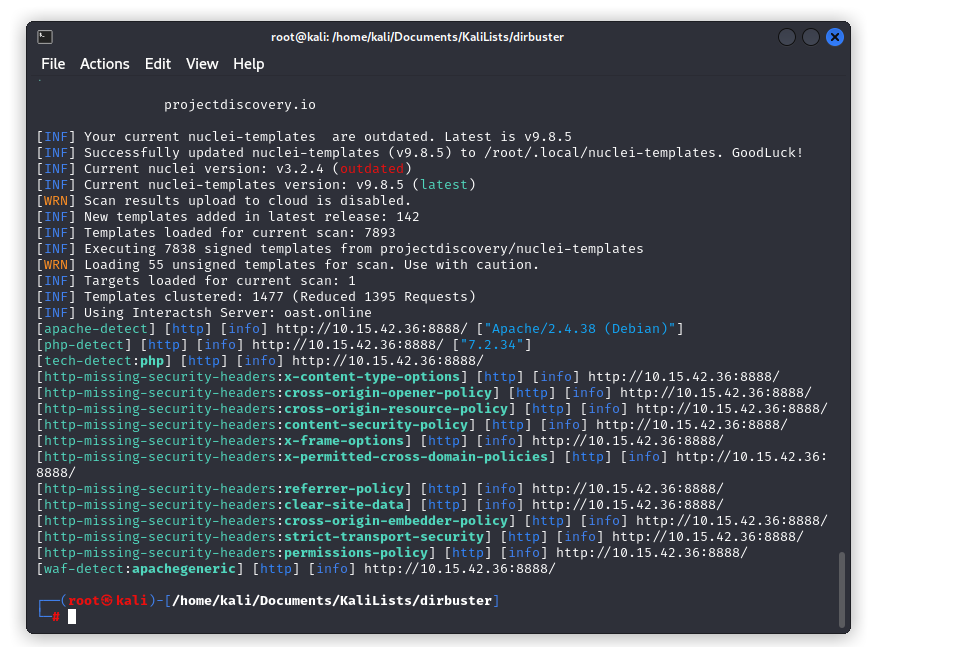 root@kali: /home/kali/Documents/KaliLists/dirbuster
File Actions Edit View Help
projectdiscovery.io
[INF] Your current nuclei-templates  are outdated. Latest is v9.8.5
[INF] Successfully updated nuclei-templates (v9.8.5) to /root/.local/nuclei-templates. GoodLuck!
[INF] Current nuclei version: v3.2.4 (outdated)
[INF] Current nuclei-templates version: v9.8.5 (latest)
[WRN] Scan results upload to cloud is disabled.
[INF] New templates added in latest release: 142
[INF] Templates loaded for current scan: 7893
[INF] Executing 7838 signed templates from projectdiscovery/nuclei-templates
[WRN] Loading 55 unsigned templates for scan. Use with caution.
[INF] Targets loaded for current scan: 1
[INF] Templates clustered: 1477 (Reduced 1395 Requests)
[INF] Using Interactsh Server: oast.online
[apache-detect] [http] [info] http://10.15.42.36:8888/ ["Apache/2.4.38 (Debian)"]
[php-detect] [http] [info] http://10.15.42.36:8888/ ["7.2.34"]
[tech-detect:php] [http] [info] http://10.15.42.36:8888/
[http-missing-security-headers:x-content-type-options] [http] [info] http://10.15.42.36:8888/
[http-missing-security-headers:cross-origin-opener-policy] [http] [info] http://10.15.42.36:8888/
[http-missing-security-headers:cross-origin-resource-policy] [http] [info] http://10.15.42.36:8888/
[http-missing-security-headers:content-security-policy] [http] [info] http://10.15.42.36:8888/
[http-missing-security-headers:x-frame-options] [http] [info] http://10.15.42.36:8888/
[http-missing-security-headers:x-permitted-cross-domain-policies] [http] [info] http://10.15.42.36:
8888/
[http-missing-security-headers:referrer-policy] [http] [info] http://10.15.42.36:8888/
[http-missing-security-headers:clear-site-data] [http] [info] http://10.15.42.36:8888/
[http-missing-security-headers:cross-origin-embedder-policy] [http] [info] http://10.15.42.36:8888/
[http-missing-security-headers:strict-transport-security] [http] [info] http://10.15.42.36:8888/
[http-missing-security-headers:permissions-policy] [http] [info] http://10.15.42.36:8888/
[waf-detect:apachegeneric] [http] [info] http://10.15.42.36:8888/
┌──(root㉿kali)-[/home/kali/Documents/KaliLists/dirbuster]
└─#